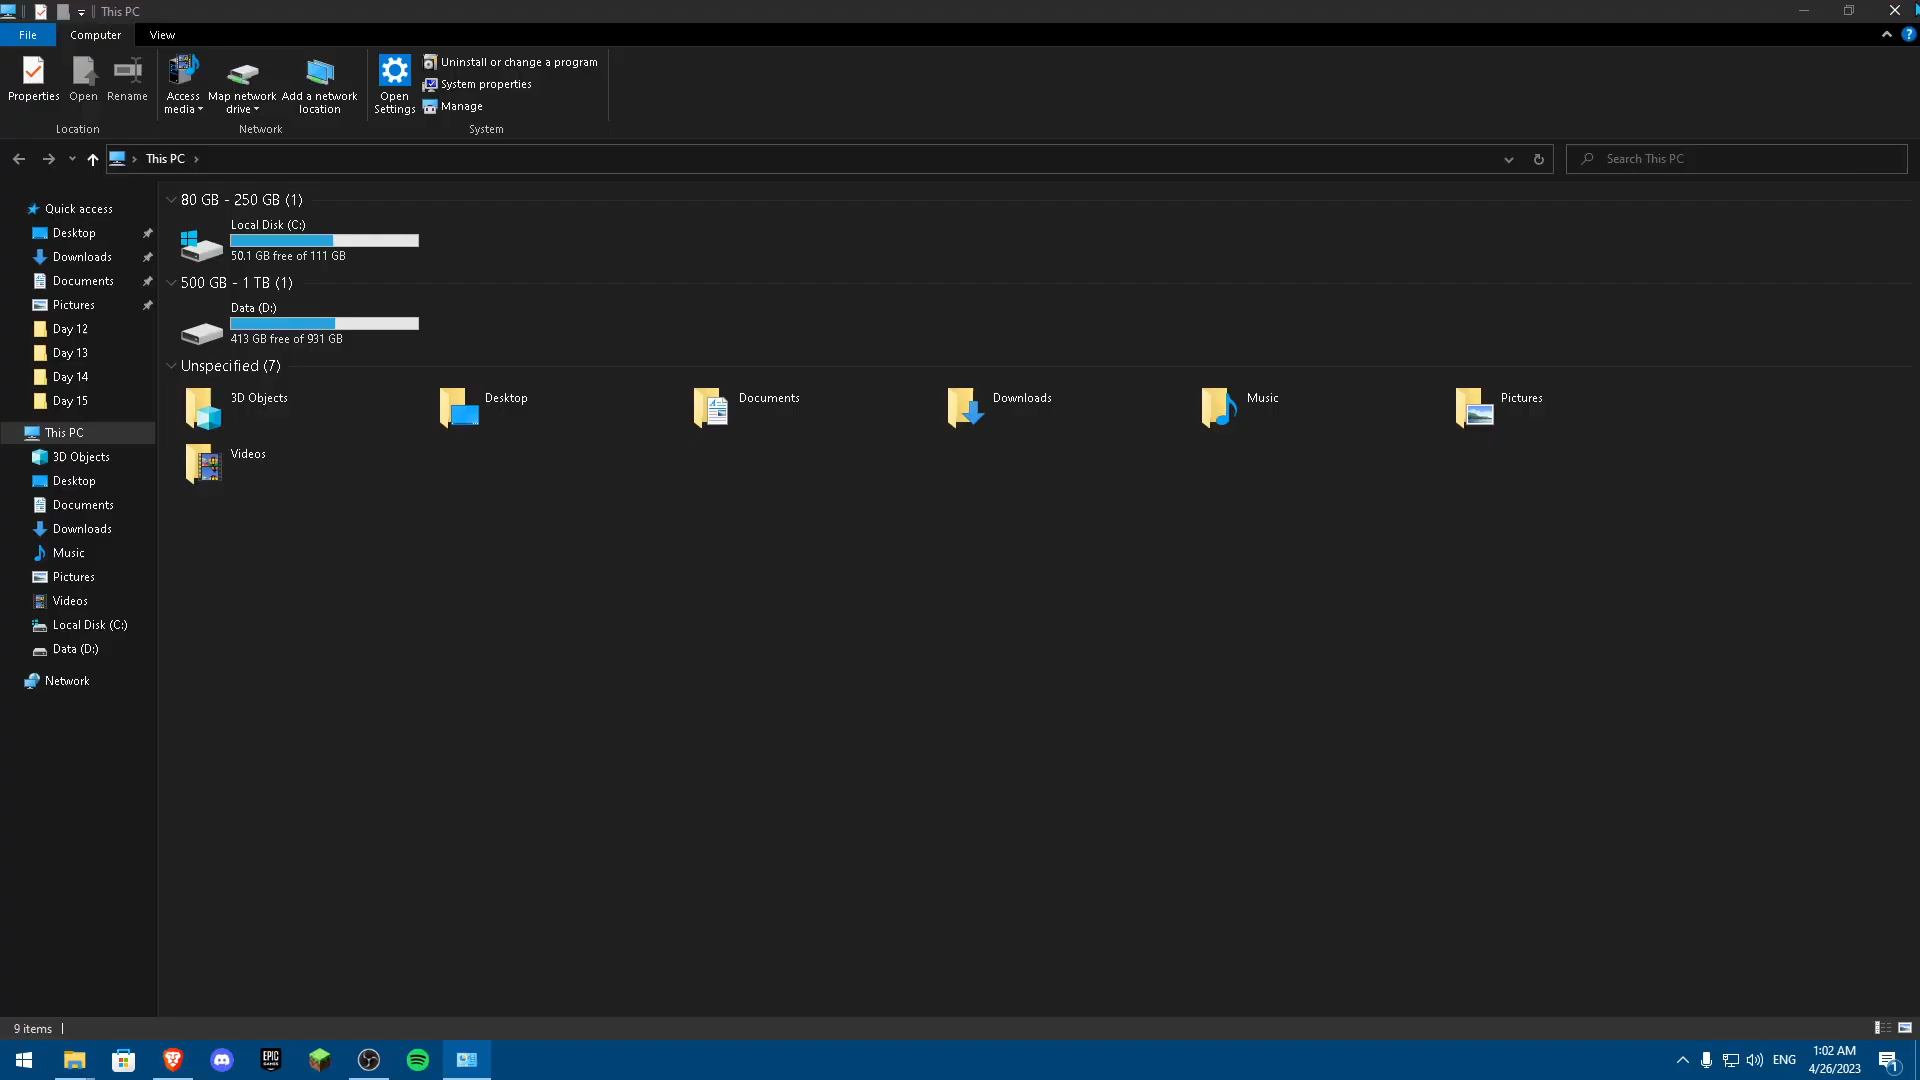 This PC
File
Computer
View
Properties
Open
Rename
Access media
Map network drive
Add a network location
Open Settings
Uninstall or change a program
System properties
Manage
Location
Network
System
This PC
Search This PC
Quick access
Desktop
Downloads
Documents
Pictures
Day 12
Day 13
Day 14
Day 15
This PC
3D Objects
Desktop
Documents
Downloads
Music
Pictures
Videos
Local Disk (C:)
Data (D:)
Network
80 GB - 250 GB (1)
Local Disk (C:)
50.1 GB free of 111 GB
500 GB - 1 TB (1)
Data (D:)
413 GB free of 931 GB
Unspecified (7)
3D Objects
Desktop
Documents
Downloads
Music
Pictures
Videos
9 items
EPIC GAMES
ENG
1:02 AM
4/26/2023
1